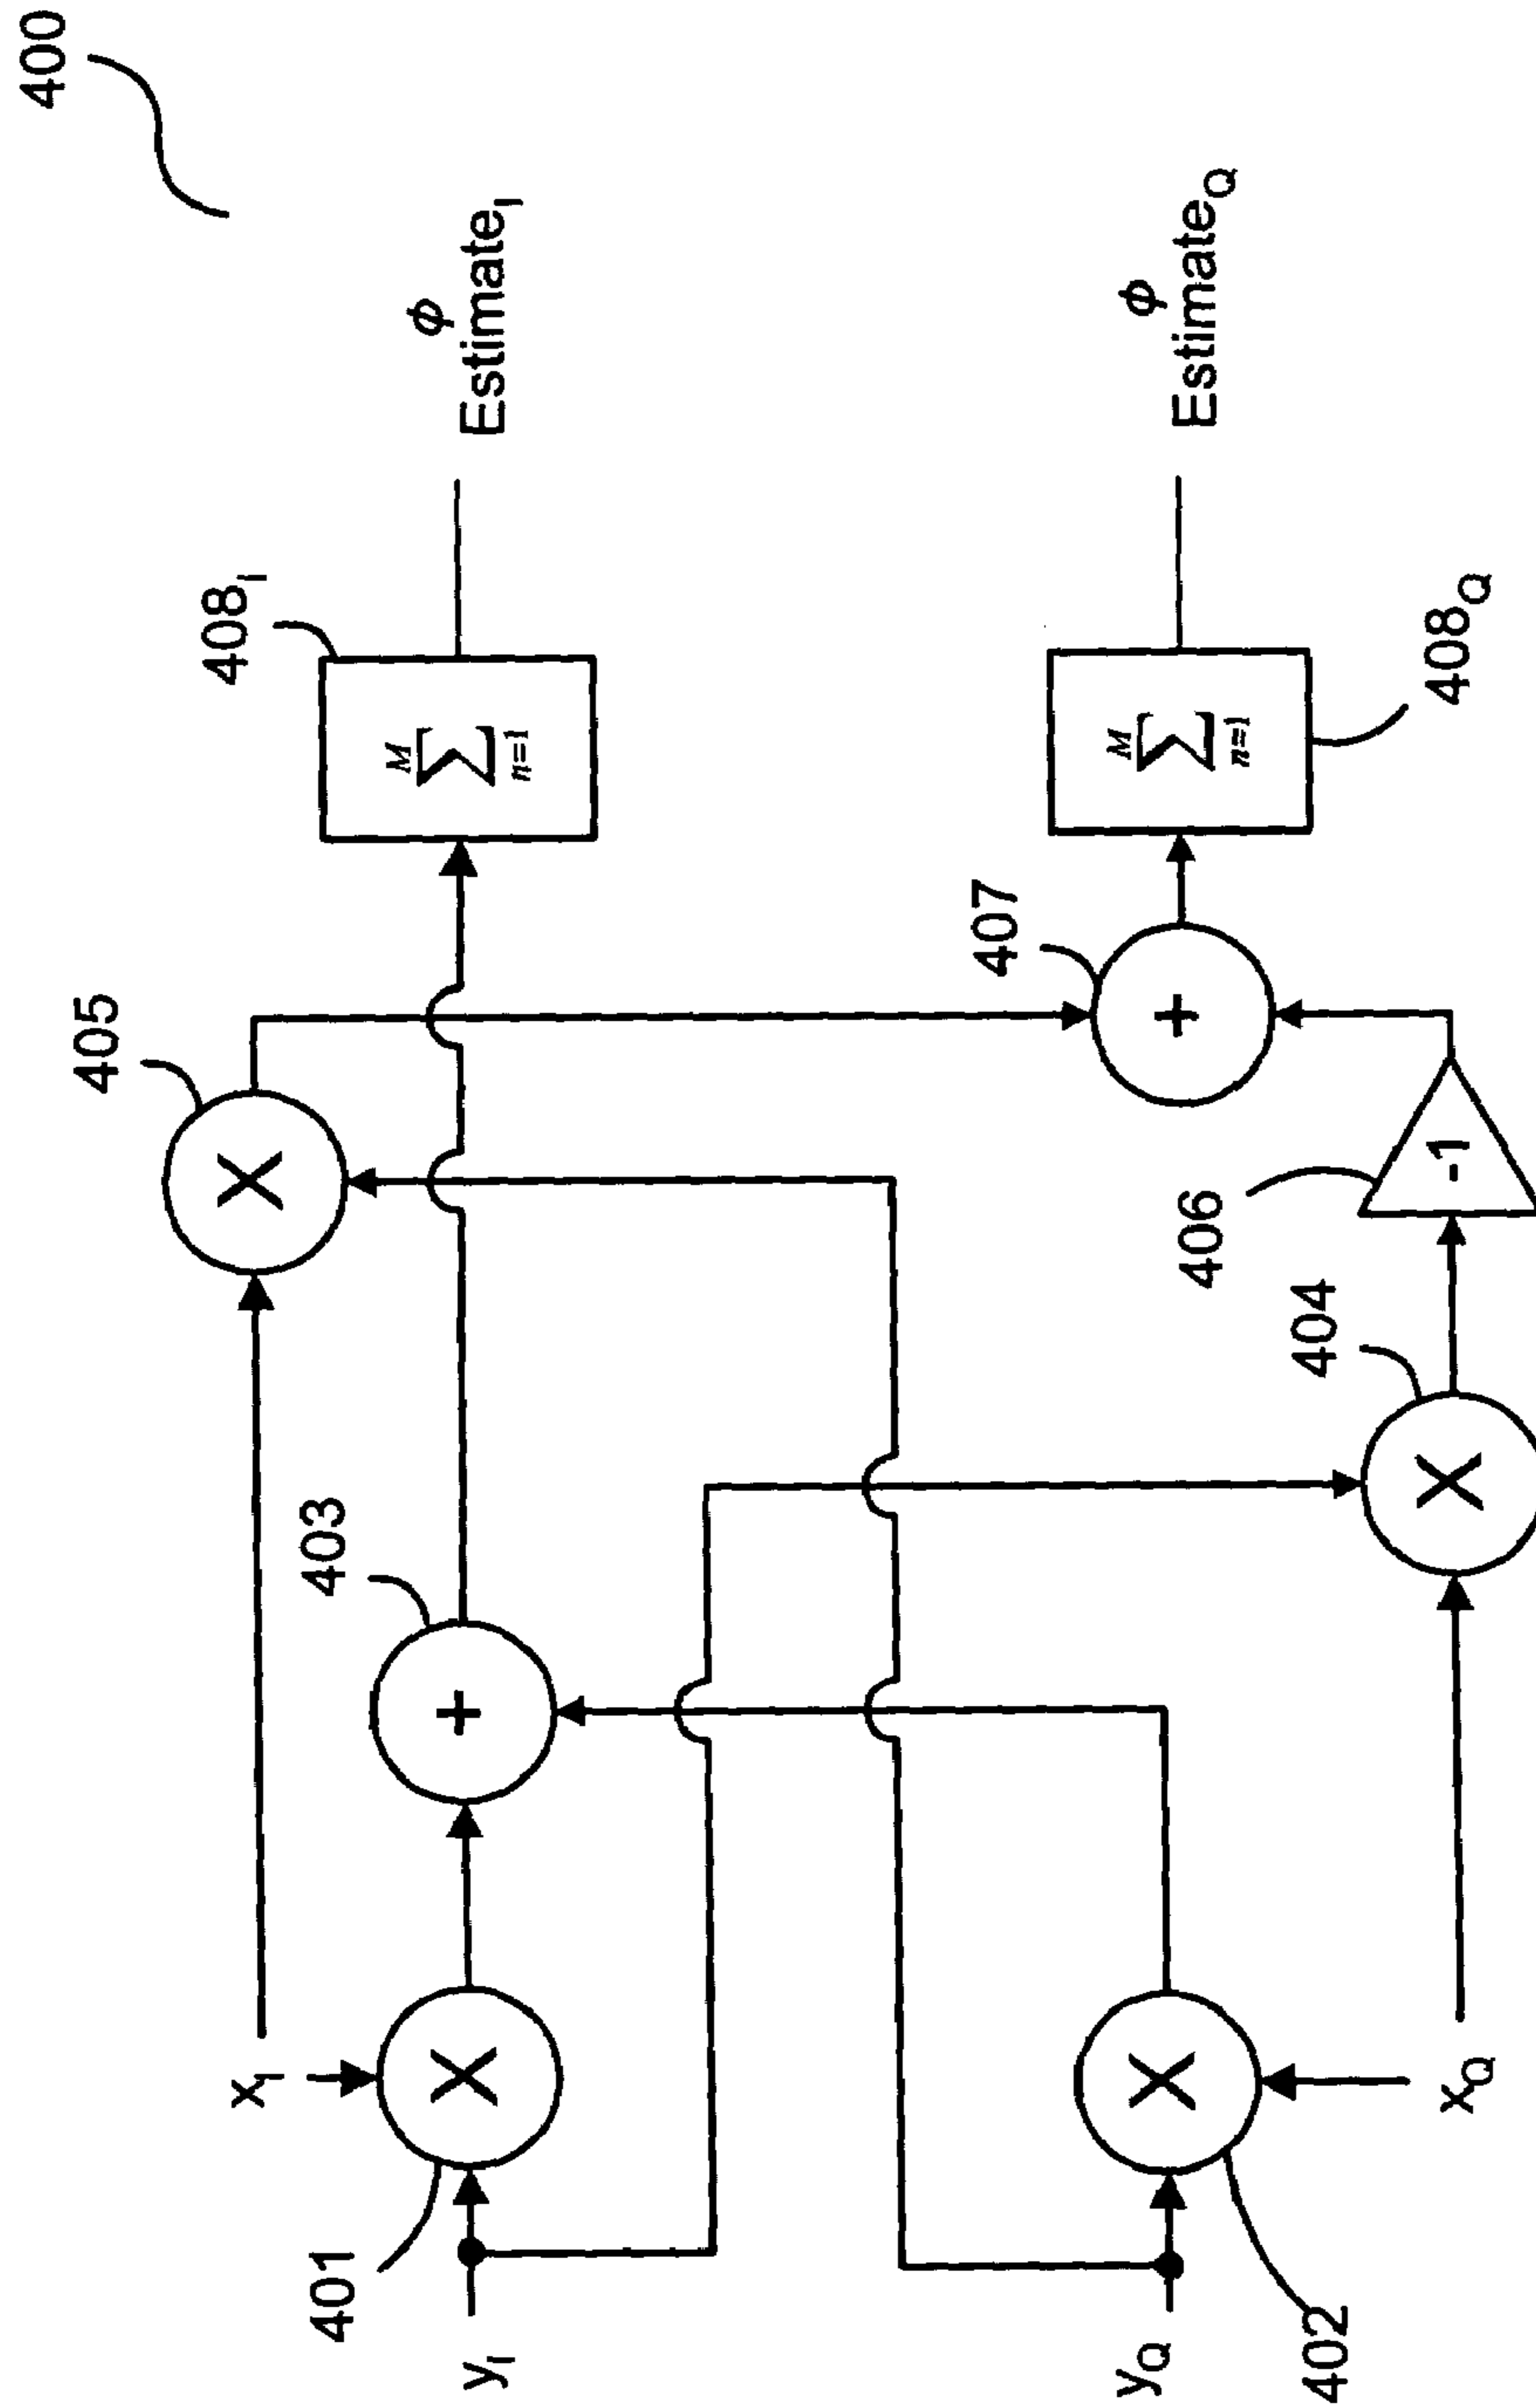 400
405
x_I
403
401
X
X
+
408_I
M
∑
n=1
ϕ
Estimate_I
y_I
407
+
M
∑
n=1
ϕ
Estimate_Q
408_Q
y_Q
X
406
-1
404
X
402
x_Q